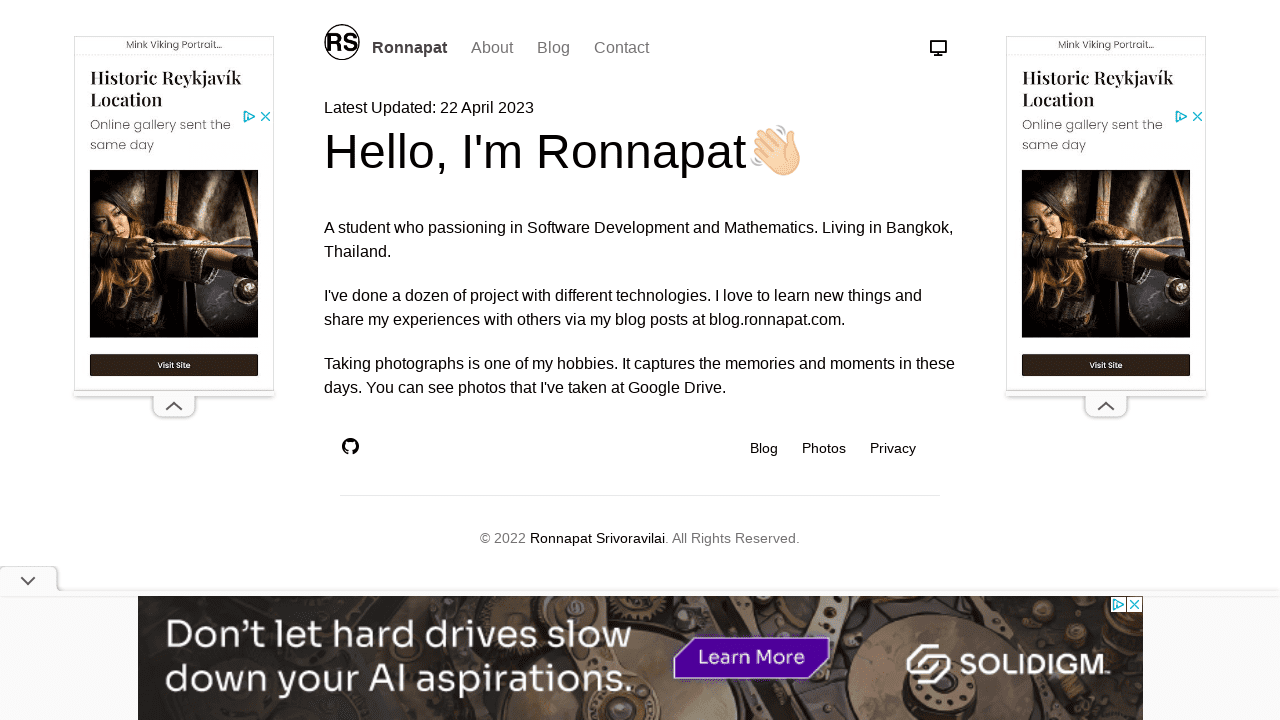 RS Ronnapat About Blog Contact
Mink Viking Portrait...
Historic Reykjavík
Location
Online gallery sent the
same day
Visit Site
Latest Updated: 22 April 2023
Hello, I'm Ronnapat👋🏻
A student who passioning in Software Development and Mathematics. Living in Bangkok,
Thailand.
I've done a dozen of project with different technologies. I love to learn new things and
share my experiences with others via my blog posts at blog.ronnapat.com.
Taking photographs is one of my hobbies. It captures the memories and moments in these
days. You can see photos that I've taken at Google Drive.
Blog Photos Privacy
© 2022 Ronnapat Srivoravilai. All Rights Reserved.
Mink Viking Portrait...
Historic Reykjavík
Location
Online gallery sent the
same day
Visit Site
Don't let hard drives slow
down your AI aspirations.
Learn More
SOLIDIGM